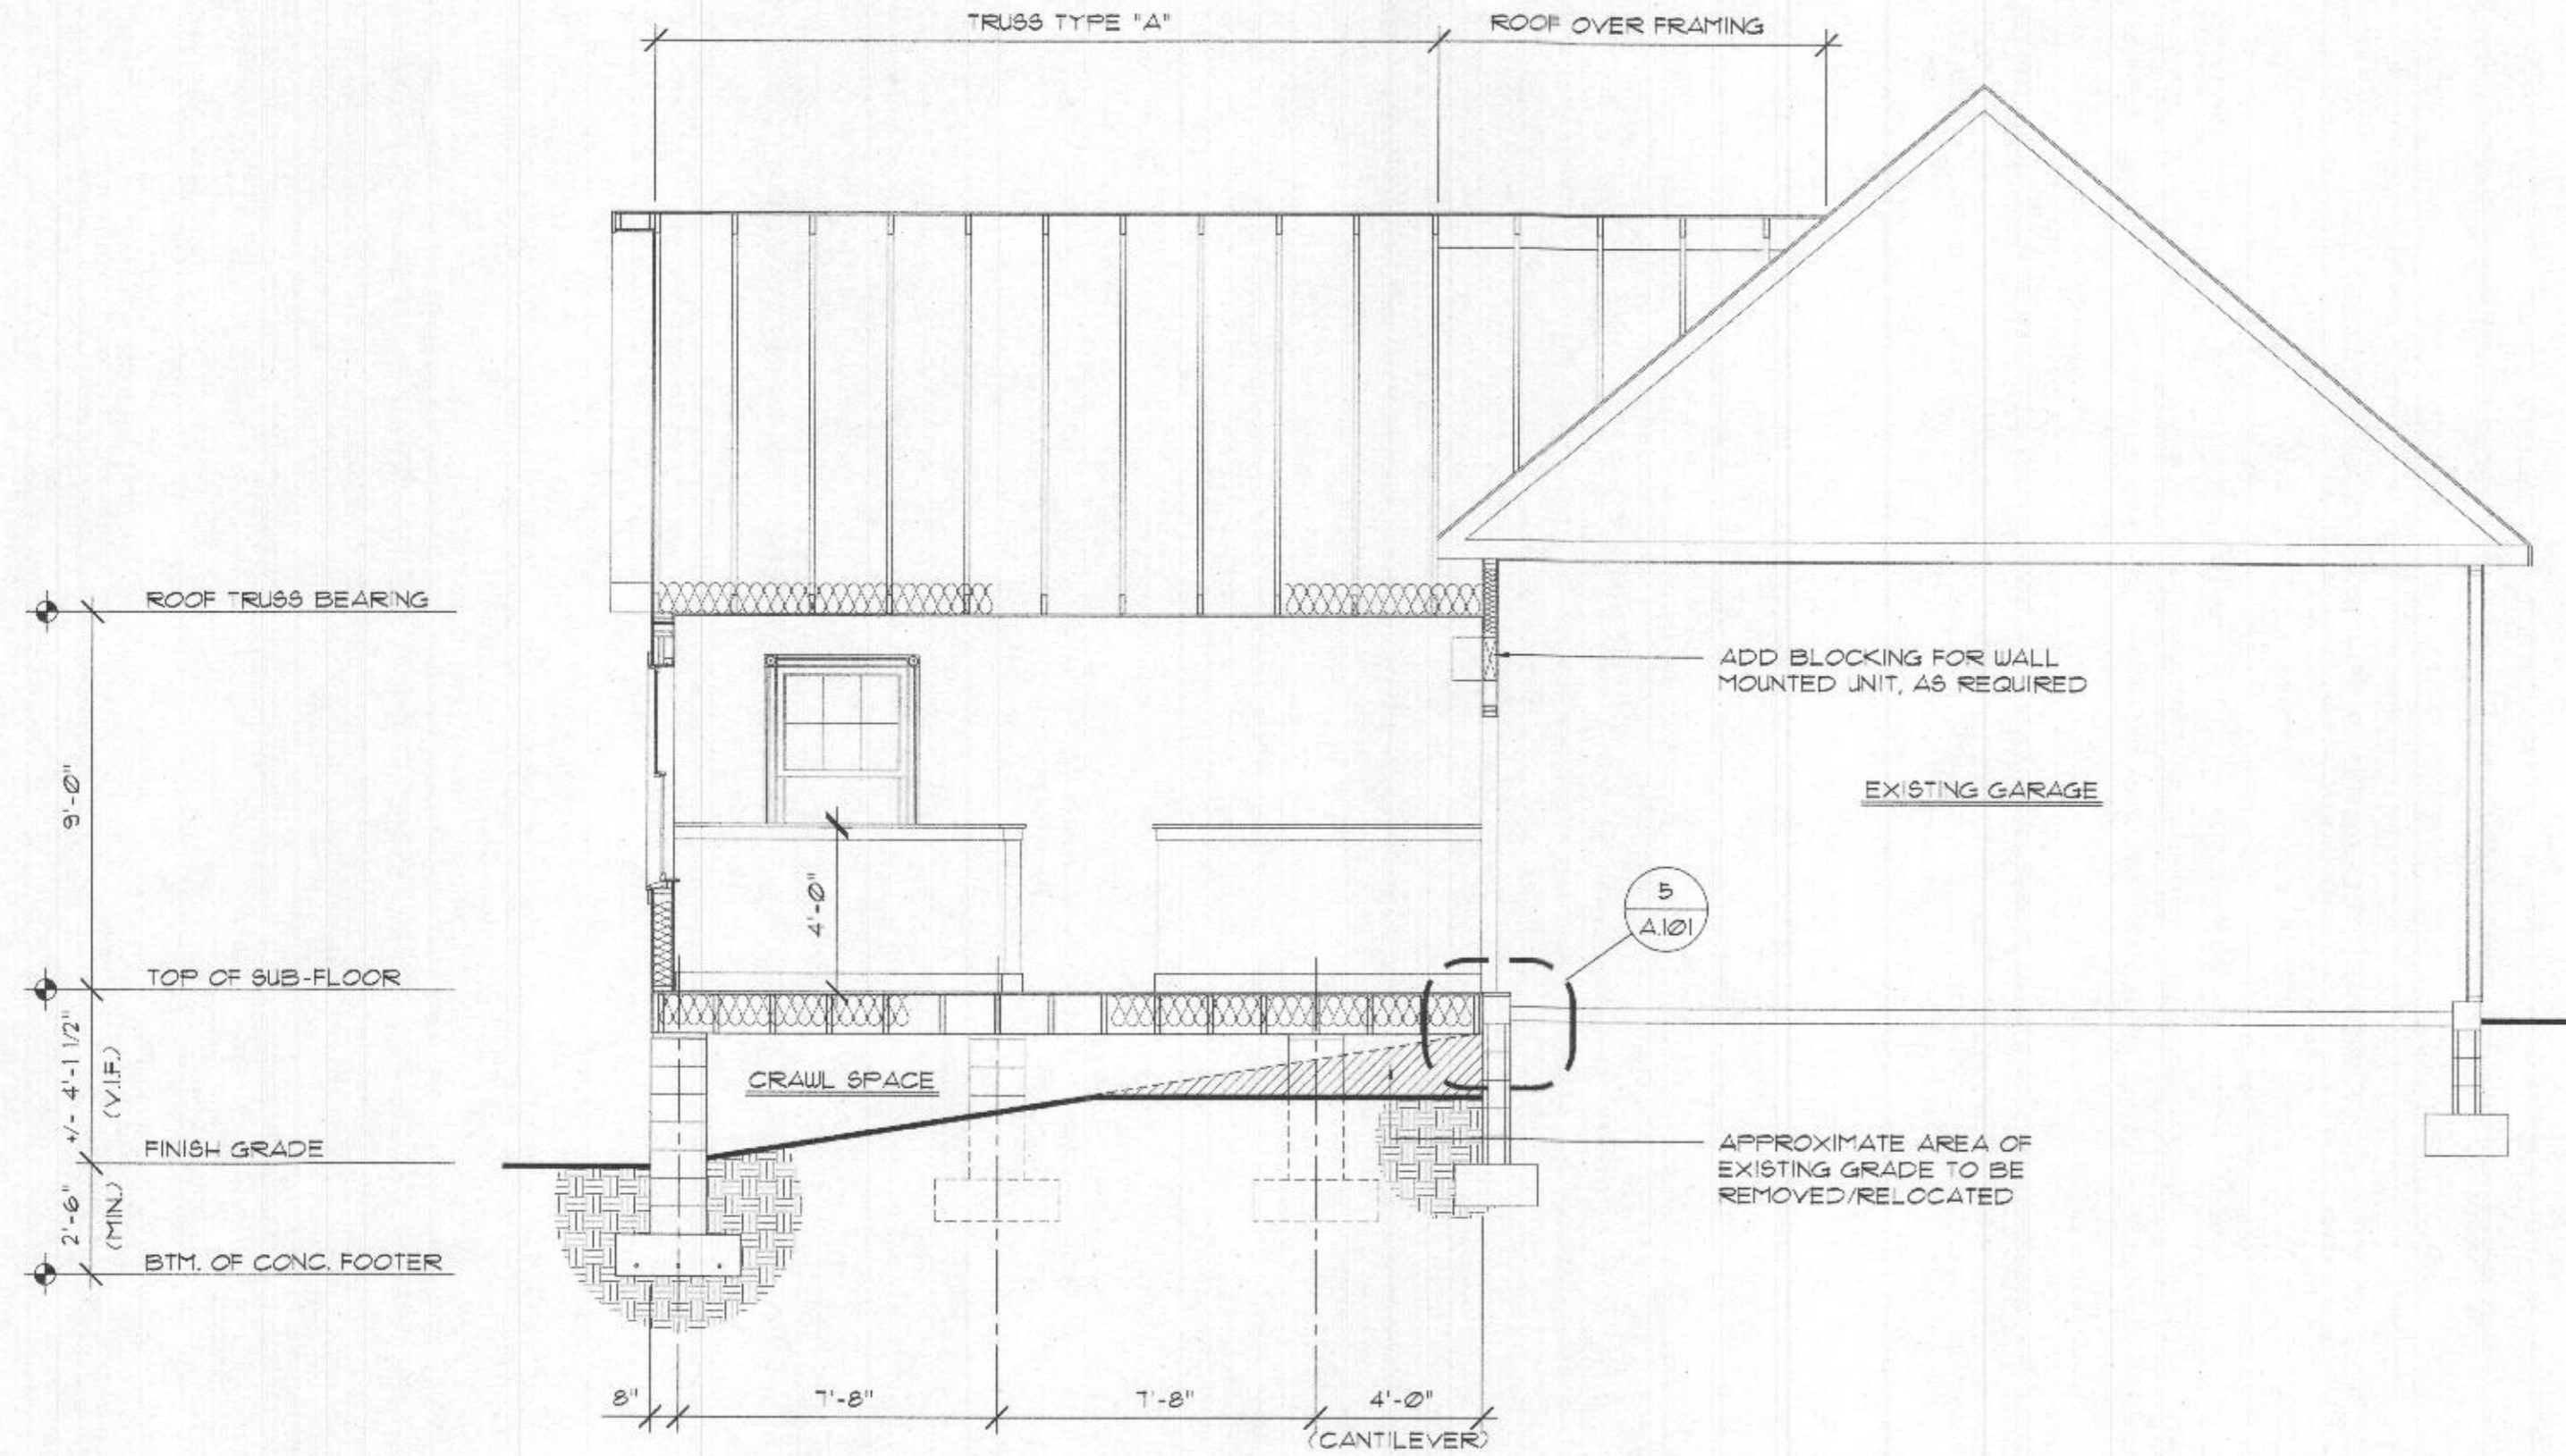 TRUSS TYPE "A"
ROOF OVER FRAMING
ROOF TRUSS BEARING
9'-0"
TOP OF SUB-FLOOR
+/- 4'-1 1/2"
(V.I.F.)
FINISH GRADE
2'-6"
(MIN.)
BTM. OF CONC. FOOTER
4'-0"
CRAWL SPACE
ADD BLOCKING FOR WALL
MOUNTED UNIT, AS REQUIRED
EXISTING GARAGE
5
A.101
APPROXIMATE AREA OF
EXISTING GRADE TO BE
REMOVED/RELOCATED
8"
7'-8"
7'-8"
4'-0"
(CANTILEVER)